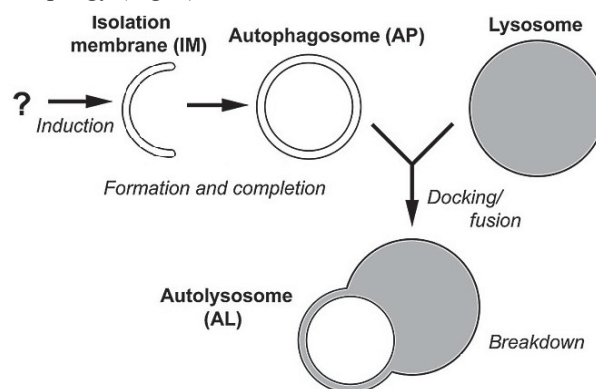 Isolation
membrane (IM)
Autophagosome (AP)
Lysosome
?
Induction
Formation and completion
Docking/
fusion
Autolysosome
(AL)
Breakdown